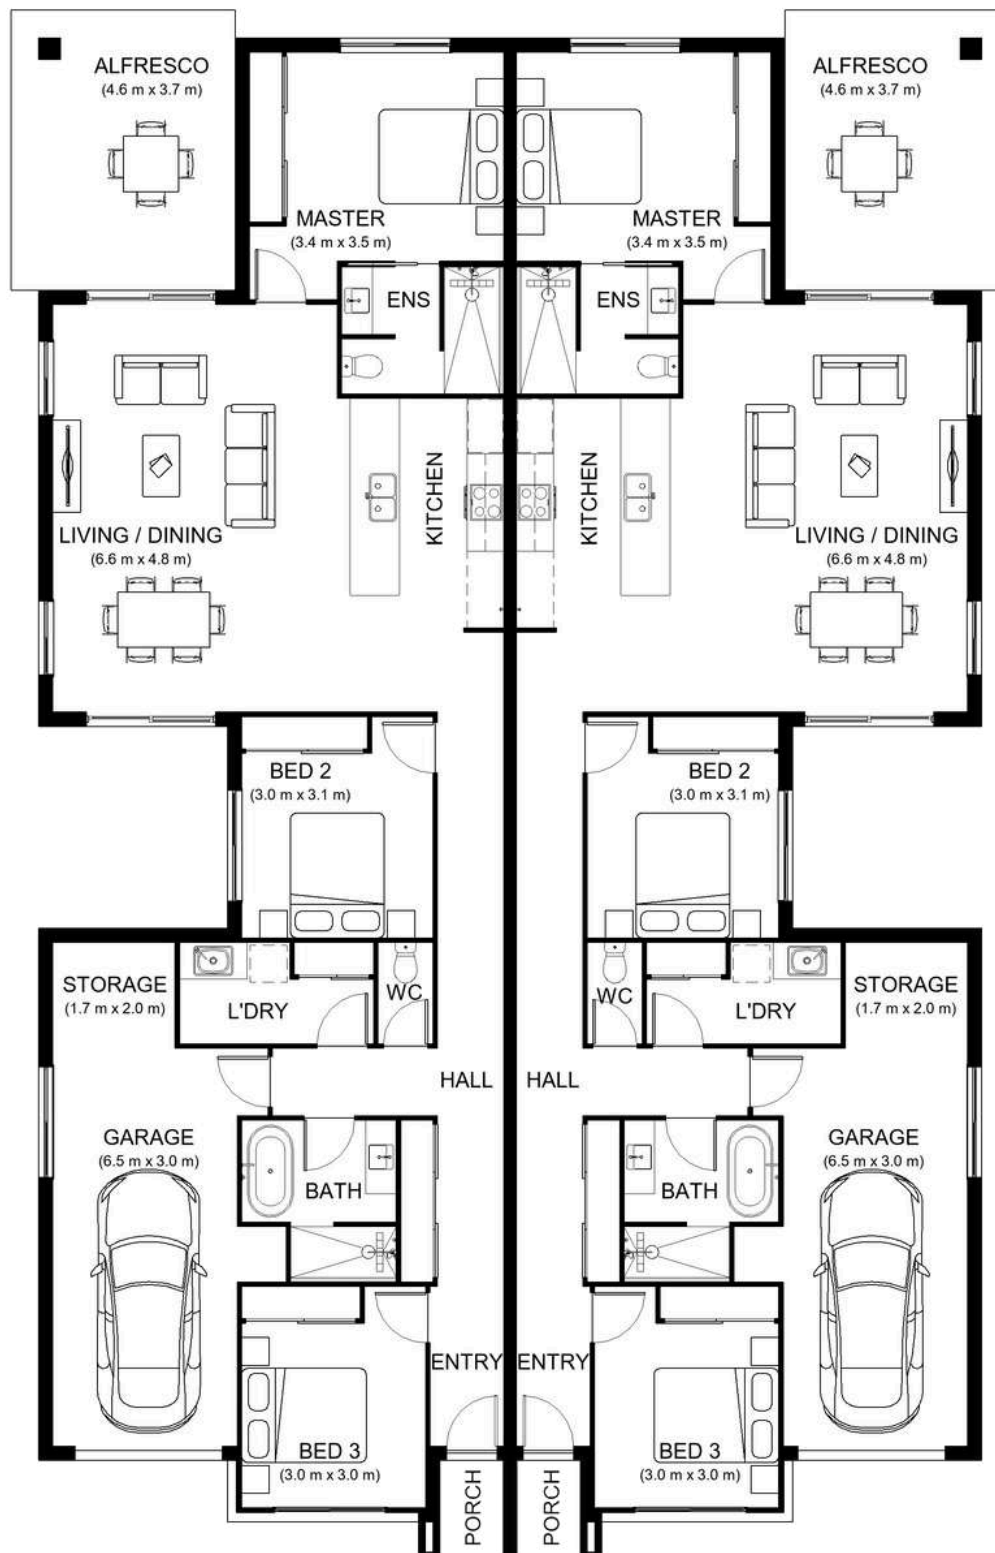 ALFRESCO
(4.6 m x 3.7 m)
ALFRESCO
(4.6 m x 3.7 m)
MASTER
(3.4 m x 3.5 m)
MASTER
(3.4 m x 3.5 m)
ENS
ENS
KITCHEN
KITCHEN
LIVING / DINING
(6.6 m x 4.8 m)
LIVING / DINING
(6.6 m x 4.8 m)
BED 2
(3.0 m x 3.1 m)
BED 2
(3.0 m x 3.1 m)
STORAGE
(1.7 m x 2.0 m)
L'DRY
WC
WC
L'DRY
STORAGE
(1.7 m x 2.0 m)
HALL
HALL
GARAGE
(6.5 m x 3.0 m)
GARAGE
(6.5 m x 3.0 m)
BATH
BATH
ENTRY
ENTRY
BED 3
(3.0 m x 3.0 m)
BED 3
(3.0 m x 3.0 m)
PORCH
PORCH